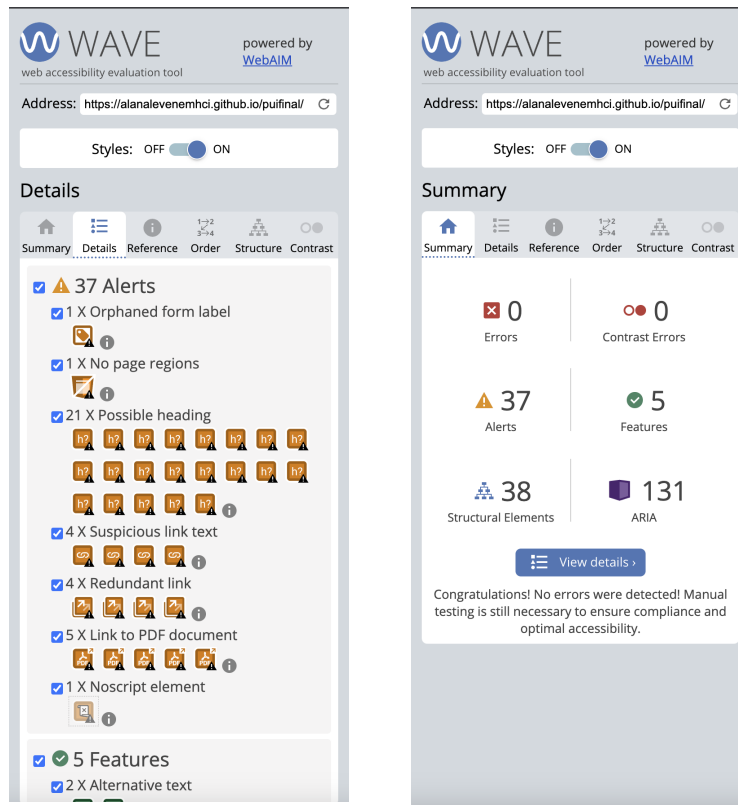 WAVE
web accessibility evaluation tool
powered by
WebAIM
Address: https://alanalevenemhci.github.io/puifinal/
Styles: OFF ON
Details
Summary Details Reference Order Structure Contrast
37 Alerts
1 X Orphaned form label
1 X No page regions
21 X Possible heading
h? h? h? h? h? h? h? h?
h? h? h? h? h? h? h? h?
h? h? h? h? h?
4 X Suspicious link text
4 X Redundant link
5 X Link to PDF document
PDF PDF PDF PDF PDF
1 X Noscript element
5 Features
2 X Alternative text
WAVE
web accessibility evaluation tool
powered by
WebAIM
Address: https://alanalevenemhci.github.io/puifinal/
Styles: OFF ON
Summary
Summary Details Reference Order Structure Contrast
0 0
Errors Contrast Errors
37 5
Alerts Features
38 131
Structural Elements ARIA
View details ›
Congratulations! No errors were detected! Manual
testing is still necessary to ensure compliance and
optimal accessibility.